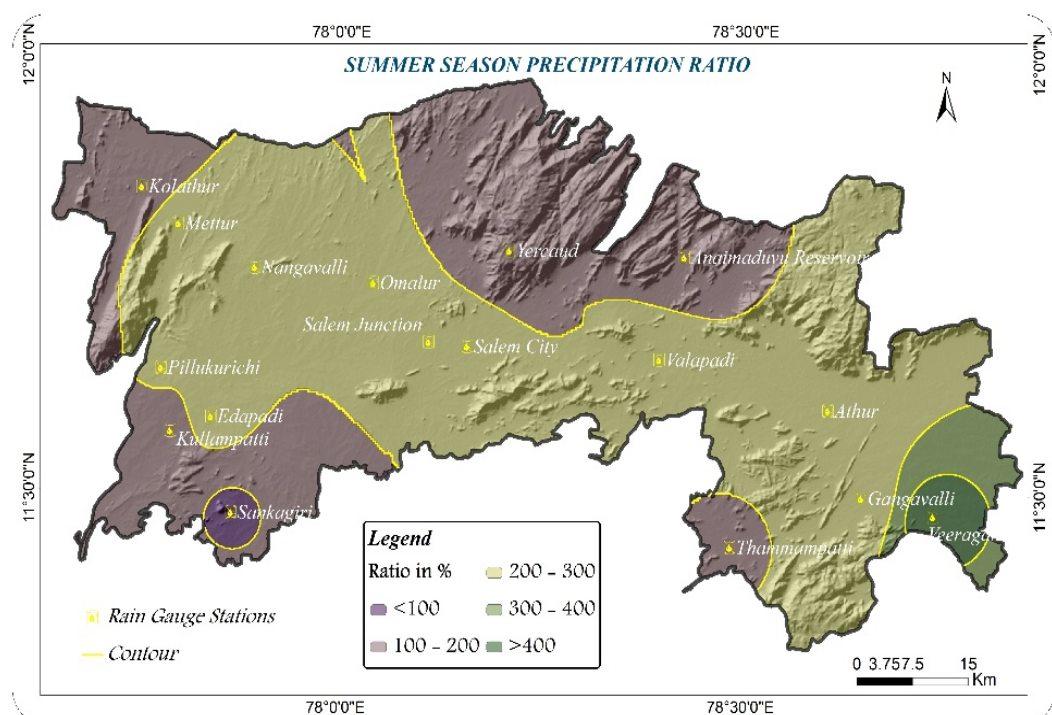 78°0'0"E 78°30'0"E
12°0'0"N 12°0'0"N
SUMMER SEASON PRECIPITATION RATIO
N
Kolathur
Mettur
Yercaud
Anaimaduvu Reservoir
Nangavalli
Omalur
Salem Junction
Salem City
Pillukurichi
Valapadi
Edapadi
Athur
Kullamputti
Gangavalli
11°30'0"N 11°30'0"N
Sankagiri
Veeraga
Thammampatti
Legend
Ratio in %
200 - 300
<100
300 - 400
100 - 200
>400
Rain Gauge Stations
Contour
0 3.757.5 15
Km
78°0'0"E 78°30'0"E